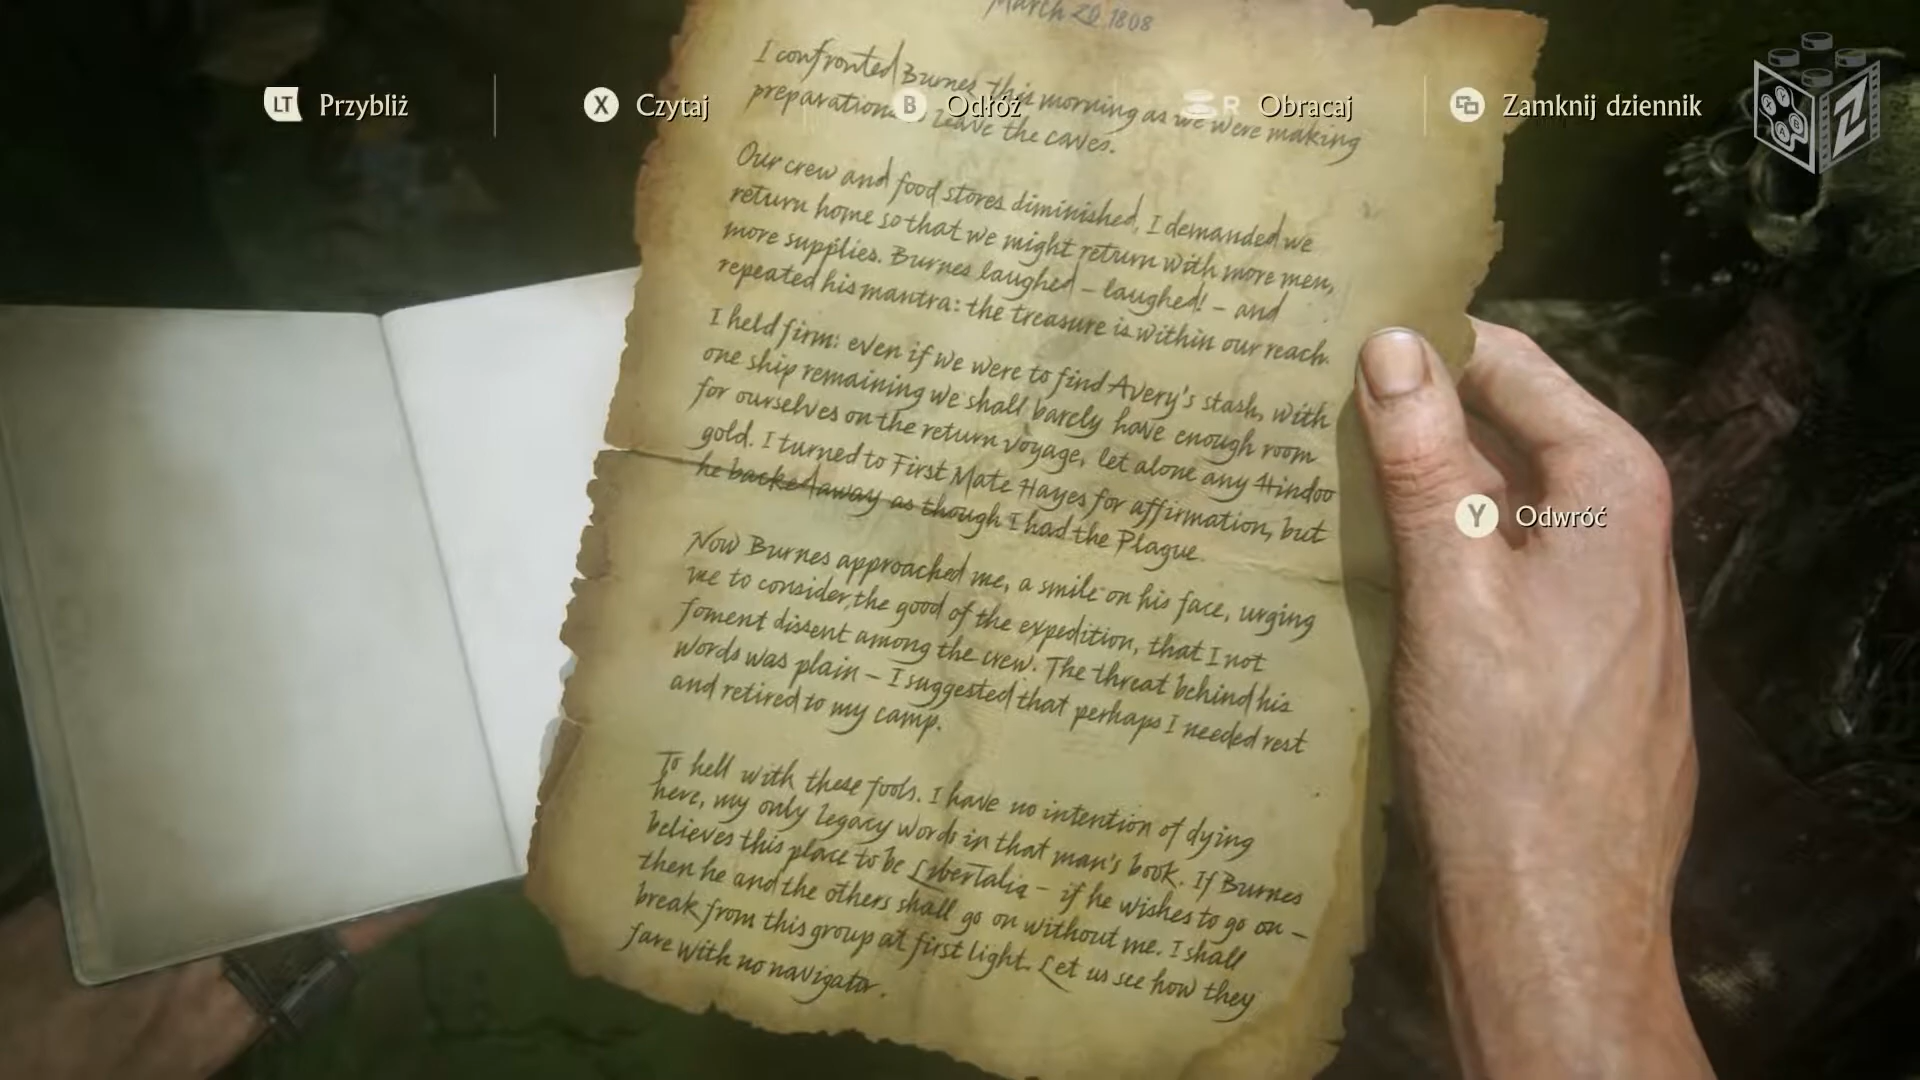 March 20 1808
LT Przybliż
X Czytaj
B Odłóż
R Obracaj
Zamknij dziennik
I confronted Burnes this morning as we were making
preparations leave the caves.
Our crew and food stores diminished, I demanded we
return home so that we might return with more men,
more supplies. Burnes laughed – laughed! – and
repeated his mantra: the treasure is within our reach.
I held firm: even if we were to find Avery's stash, with
one ship remaining we shall barely have enough room
for ourselves on the return voyage, let alone any Hindoo
gold. I turned to First Mate Hayes for affirmation, but
he backed away as though I had the Plague.
Y Odwróć
Now Burnes approached me, a smile on his face, urging
me to consider the good of the expedition, that I not
foment dissent among the crew. The threat behind his
words was plain – I suggested that perhaps I needed rest
and retired to my camp.
To hell with these fools. I have no intention of dying
here, my only legacy words in that man's book. If Burnes
believes this place to be Libertalia – if he wishes to go on –
then he and the others shall go on without me. I shall
break from this group at first light. Let us see how they
fare with no navigator.